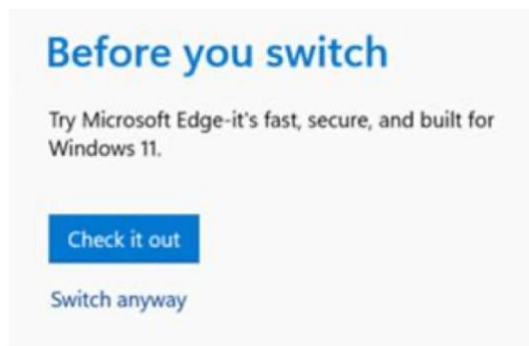 Before you switch
Try Microsoft Edge-it's fast, secure, and built for
Windows 11.
Check it out
Switch anyway